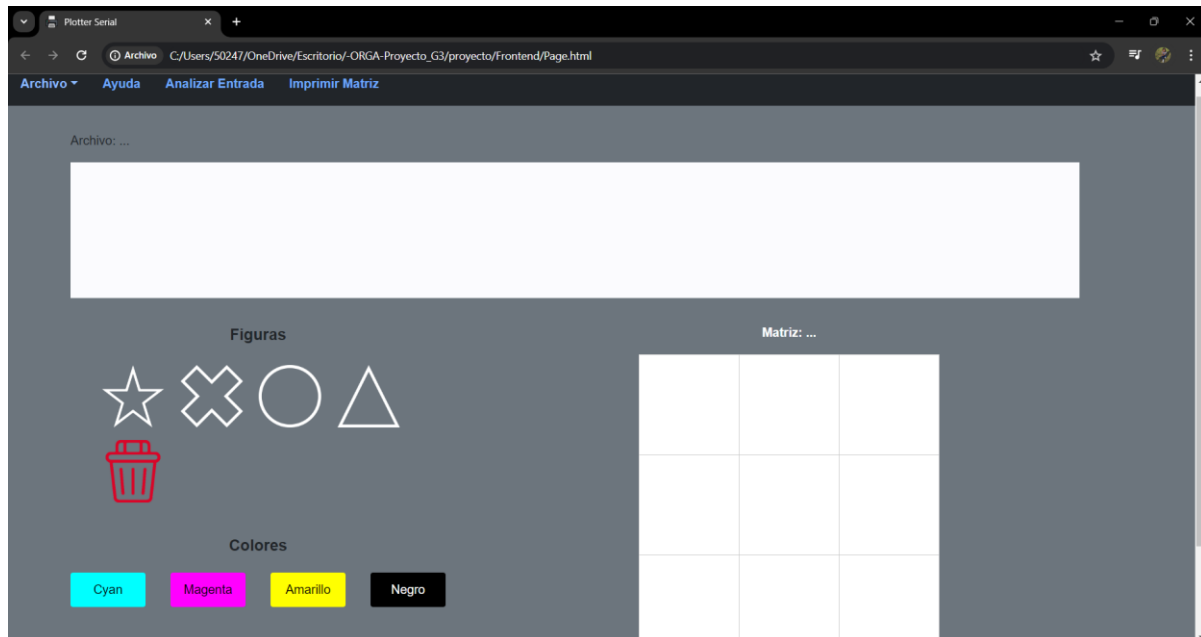 Plotter Serial
Archivo C:/Users/50247/OneDrive/Escritorio/-ORGA-Proyecto_G3/proyecto/Frontend/Page.html
Archivo Ayuda Analizar Entrada Imprimir Matriz
Archivo: ...
Figuras
Matriz: ...
Colores
Cyan Magenta Amarillo Negro